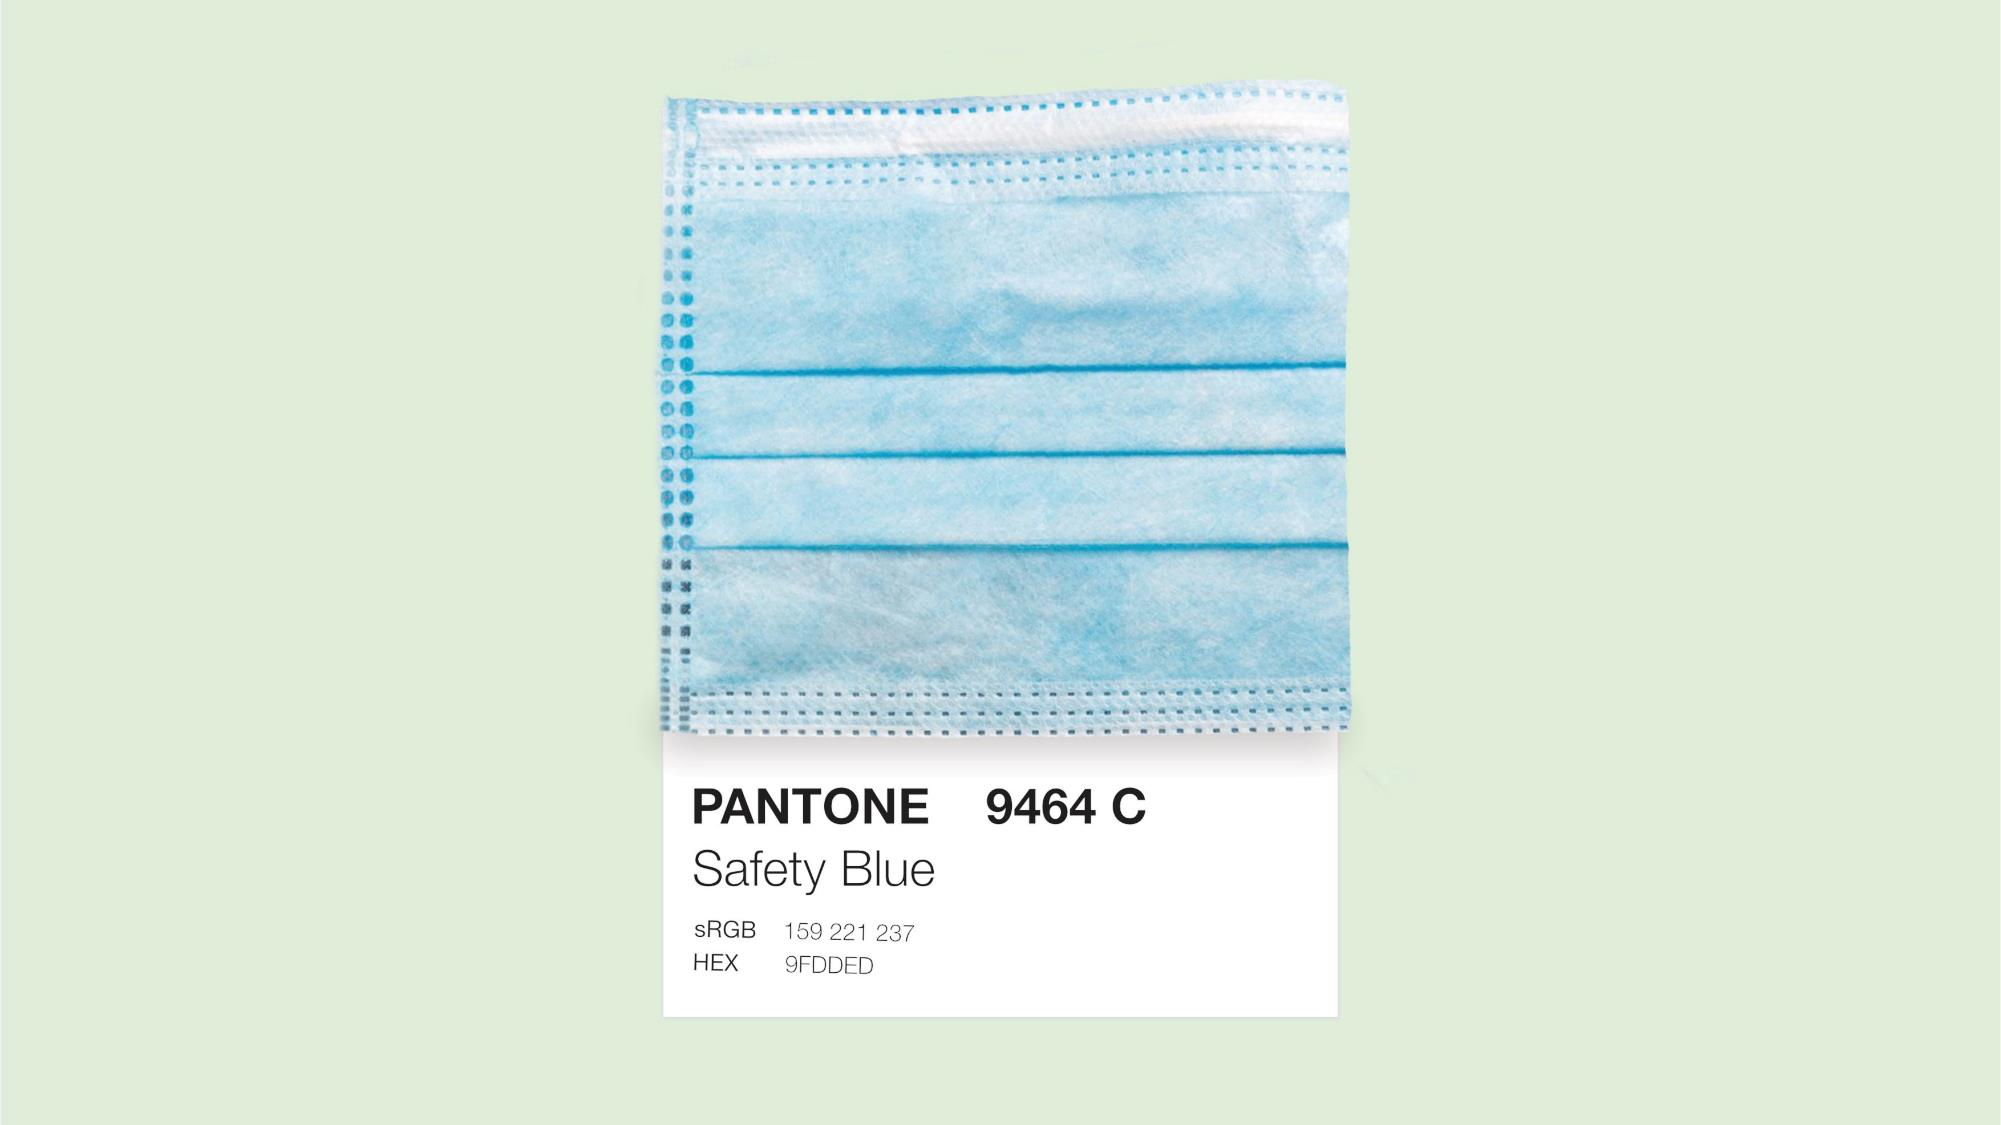 PANTONE 9464 C
Safety Blue
sRGB 159 221 237
HEX 9FDDED